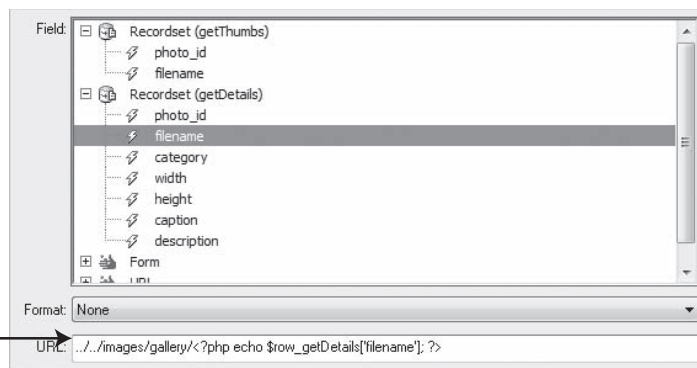 Field:
Recordset (getThumbs)
photo_id
filename
Recordset (getDetails)
photo_id
filename
category
width
height
caption
description
Form
URL
Format: None
URL: ../../images/gallery/<?php echo $row_getDetails['filename']; ?>